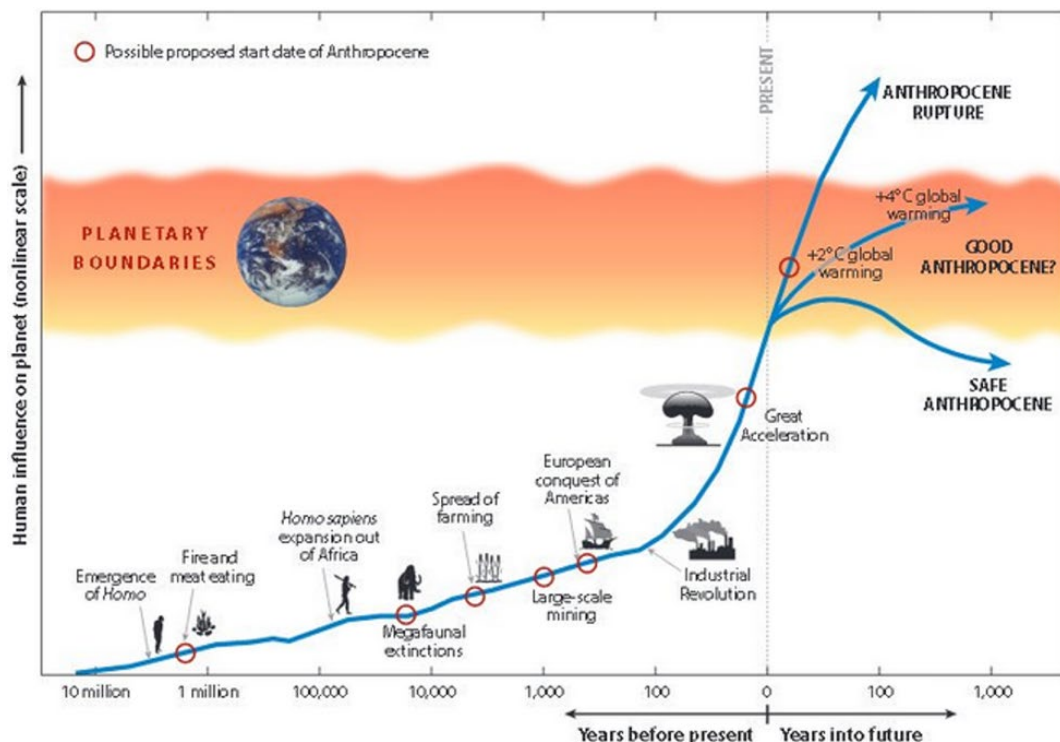 Possible proposed start date of Anthropocene
PRESENT
ANTHROPOCENE
RUPTURE
Human influence on planet (nonlinear scale)
PLANETARY
BOUNDARIES
+4°C global
warming
+2°C global
warming
GOOD
ANTHROPOCENE?
SAFE
ANTHROPOCENE
Great
Acceleration
European
conquest of
Americas
Spread of
farming
Homo sapiens
expansion out
of Africa
Fire and
meat eating
Emergence
of Homo
Megafaunal
extinctions
Large-scale
mining
Industrial
Revolution
10 million
1 million
100,000
10,000
1,000
100
0
100
1,000
Years before present
Years into future